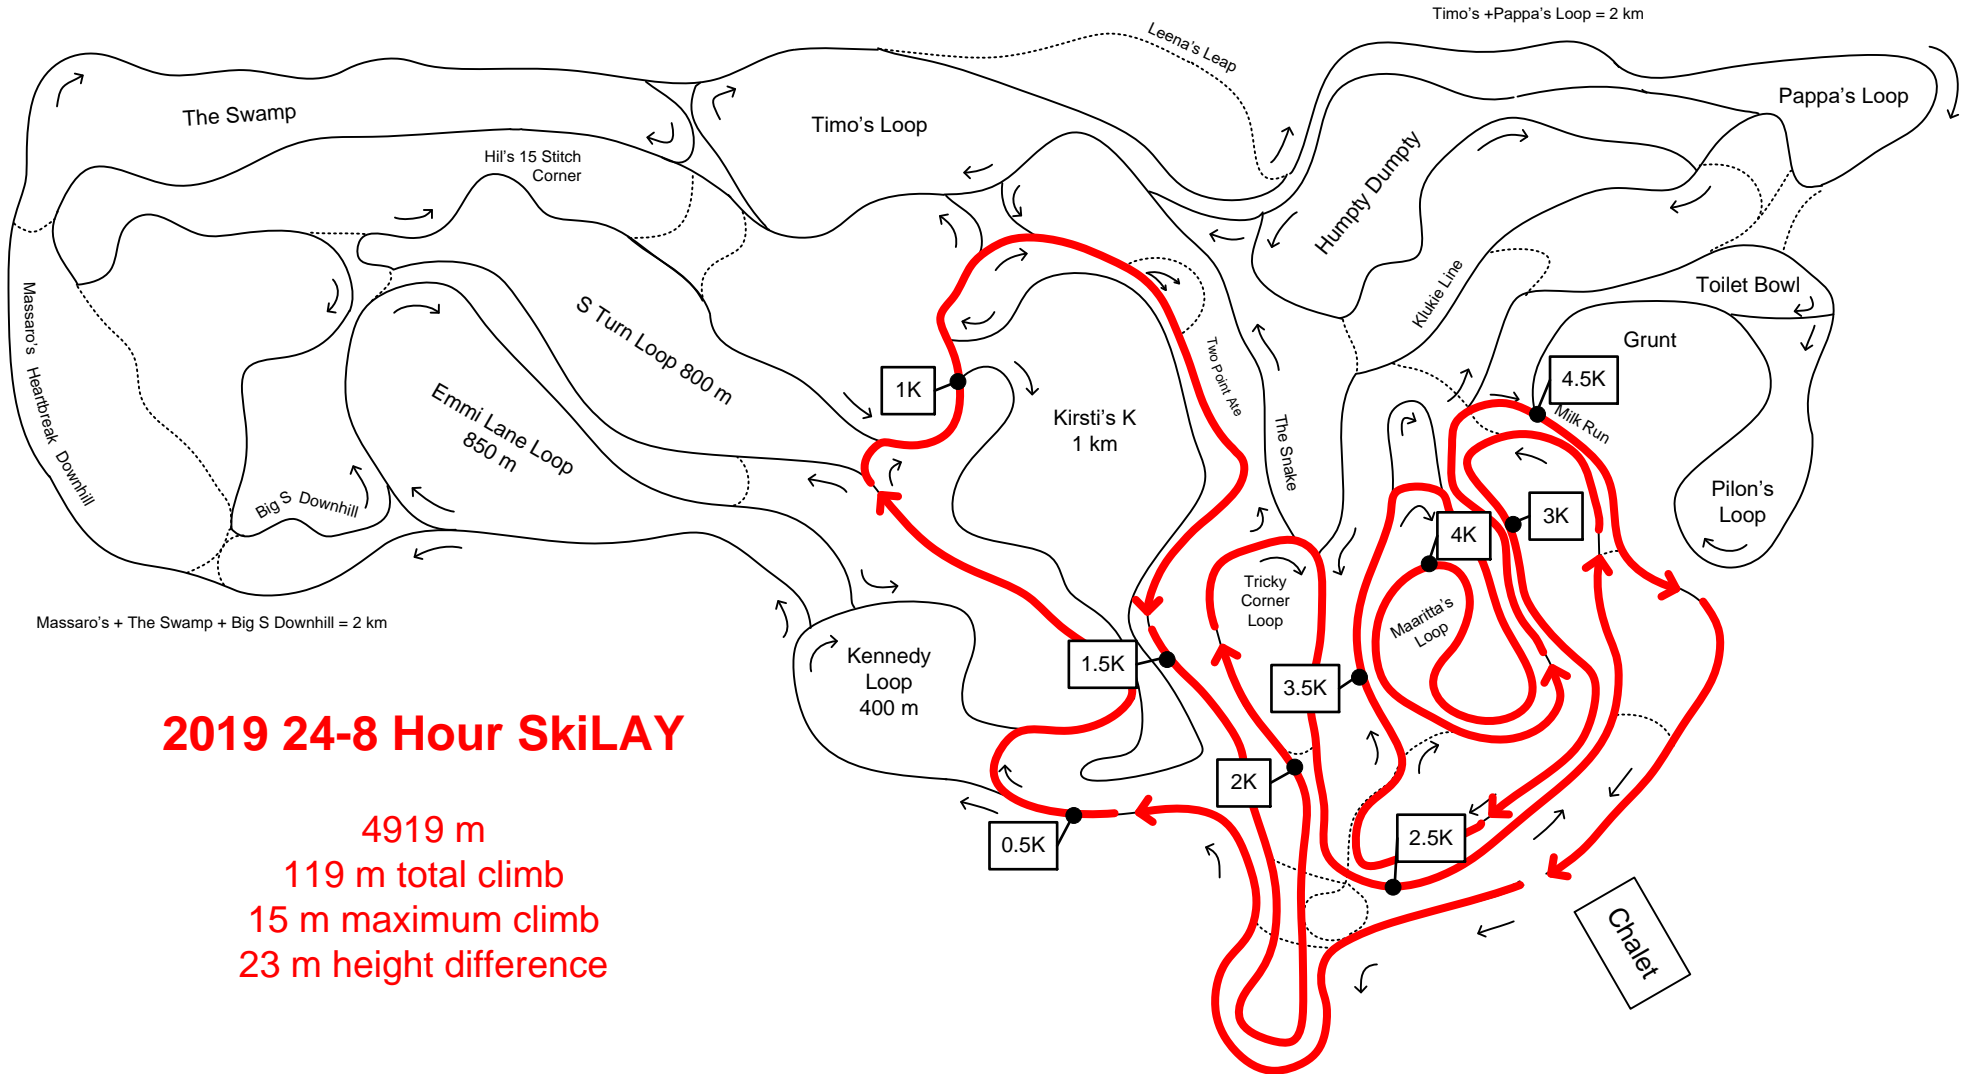 Timo's +Pappa's Loop = 2 km
Leena's Leap
The Swamp
Timo's Loop
Pappa's Loop
Hil's 15 Stitch
Corner
Humpty Dumpty
Klukie Line
Toilet Bowl
Massaro's Heartbreak Downhill
S Turn Loop 800 m
Two Point Ate
Grunt
1K
4.5K
Milk Run
Emmi Lane Loop
850 m
Kirsti's K
1 km
The Snake
Big S Downhill
Pilon's
Loop
4K
3K
Tricky
Corner
Loop
Maaritta's
Loop
Massaro's + The Swamp + Big S Downhill = 2 km
Kennedy
Loop
400 m
1.5K
3.5K
2019 24-8 Hour SkiLAY
2K
4919 m
119 m total climb
15 m maximum climb
23 m height difference
0.5K
2.5K
Chalet